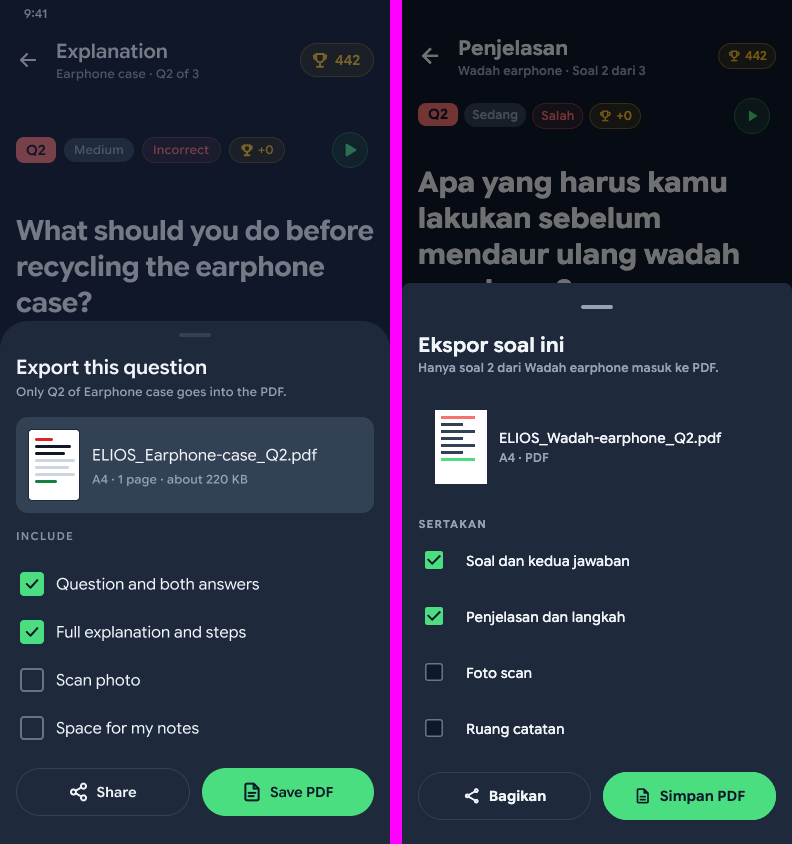 9:41
Explanation
Earphone case · Q2 of 3
442
Q2
Medium
Incorrect
+0
What should you do before
recycling the earphone
case?
Export this question
Only Q2 of Earphone case goes into the PDF.
ELIOS_Earphone-case_Q2.pdf
A4 · 1 page · about 220 KB
INCLUDE
Question and both answers
Full explanation and steps
Scan photo
Space for my notes
Share
Save PDF
Penjelasan
Wadah earphone · Soal 2 dari 3
442
Q2
Sedang
Salah
+0
Apa yang harus kamu
lakukan sebelum
mendaur ulang wadah
Ekspor soal ini
Hanya soal 2 dari Wadah earphone masuk ke PDF.
ELIOS_Wadah-earphone_Q2.pdf
A4 · PDF
SERTAKAN
Soal dan kedua jawaban
Penjelasan dan langkah
Foto scan
Ruang catatan
Bagikan
Simpan PDF